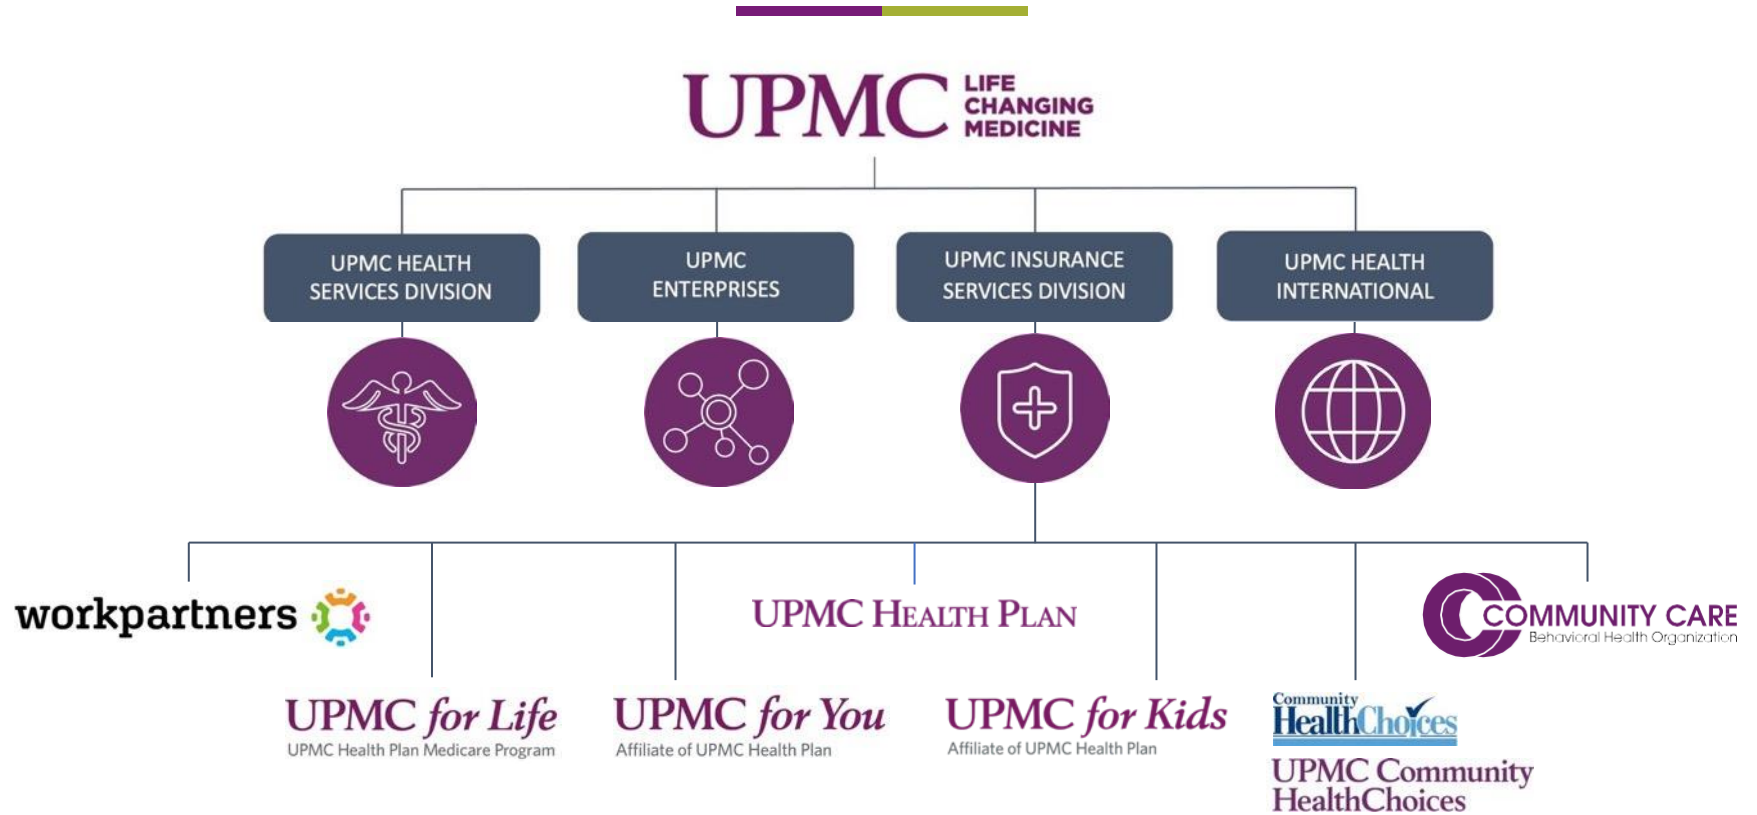 UPMC
LIFE
CHANGING
MEDICINE
UPMC HEALTH
SERVICES DIVISION
UPMC
ENTERPRISES
UPMC INSURANCE
SERVICES DIVISION
UPMC HEALTH
INTERNATIONAL
workpartners
UPMC HEALTH PLAN
COMMUNITY CARE
Behavioral Health Organization
UPMC for Life
UPMC Health Plan Medicare Program
UPMC for You
Affiliate of UPMC Health Plan
UPMC for Kids
Affiliate of UPMC Health Plan
Community
HealthChoices
UPMC Community
HealthChoices